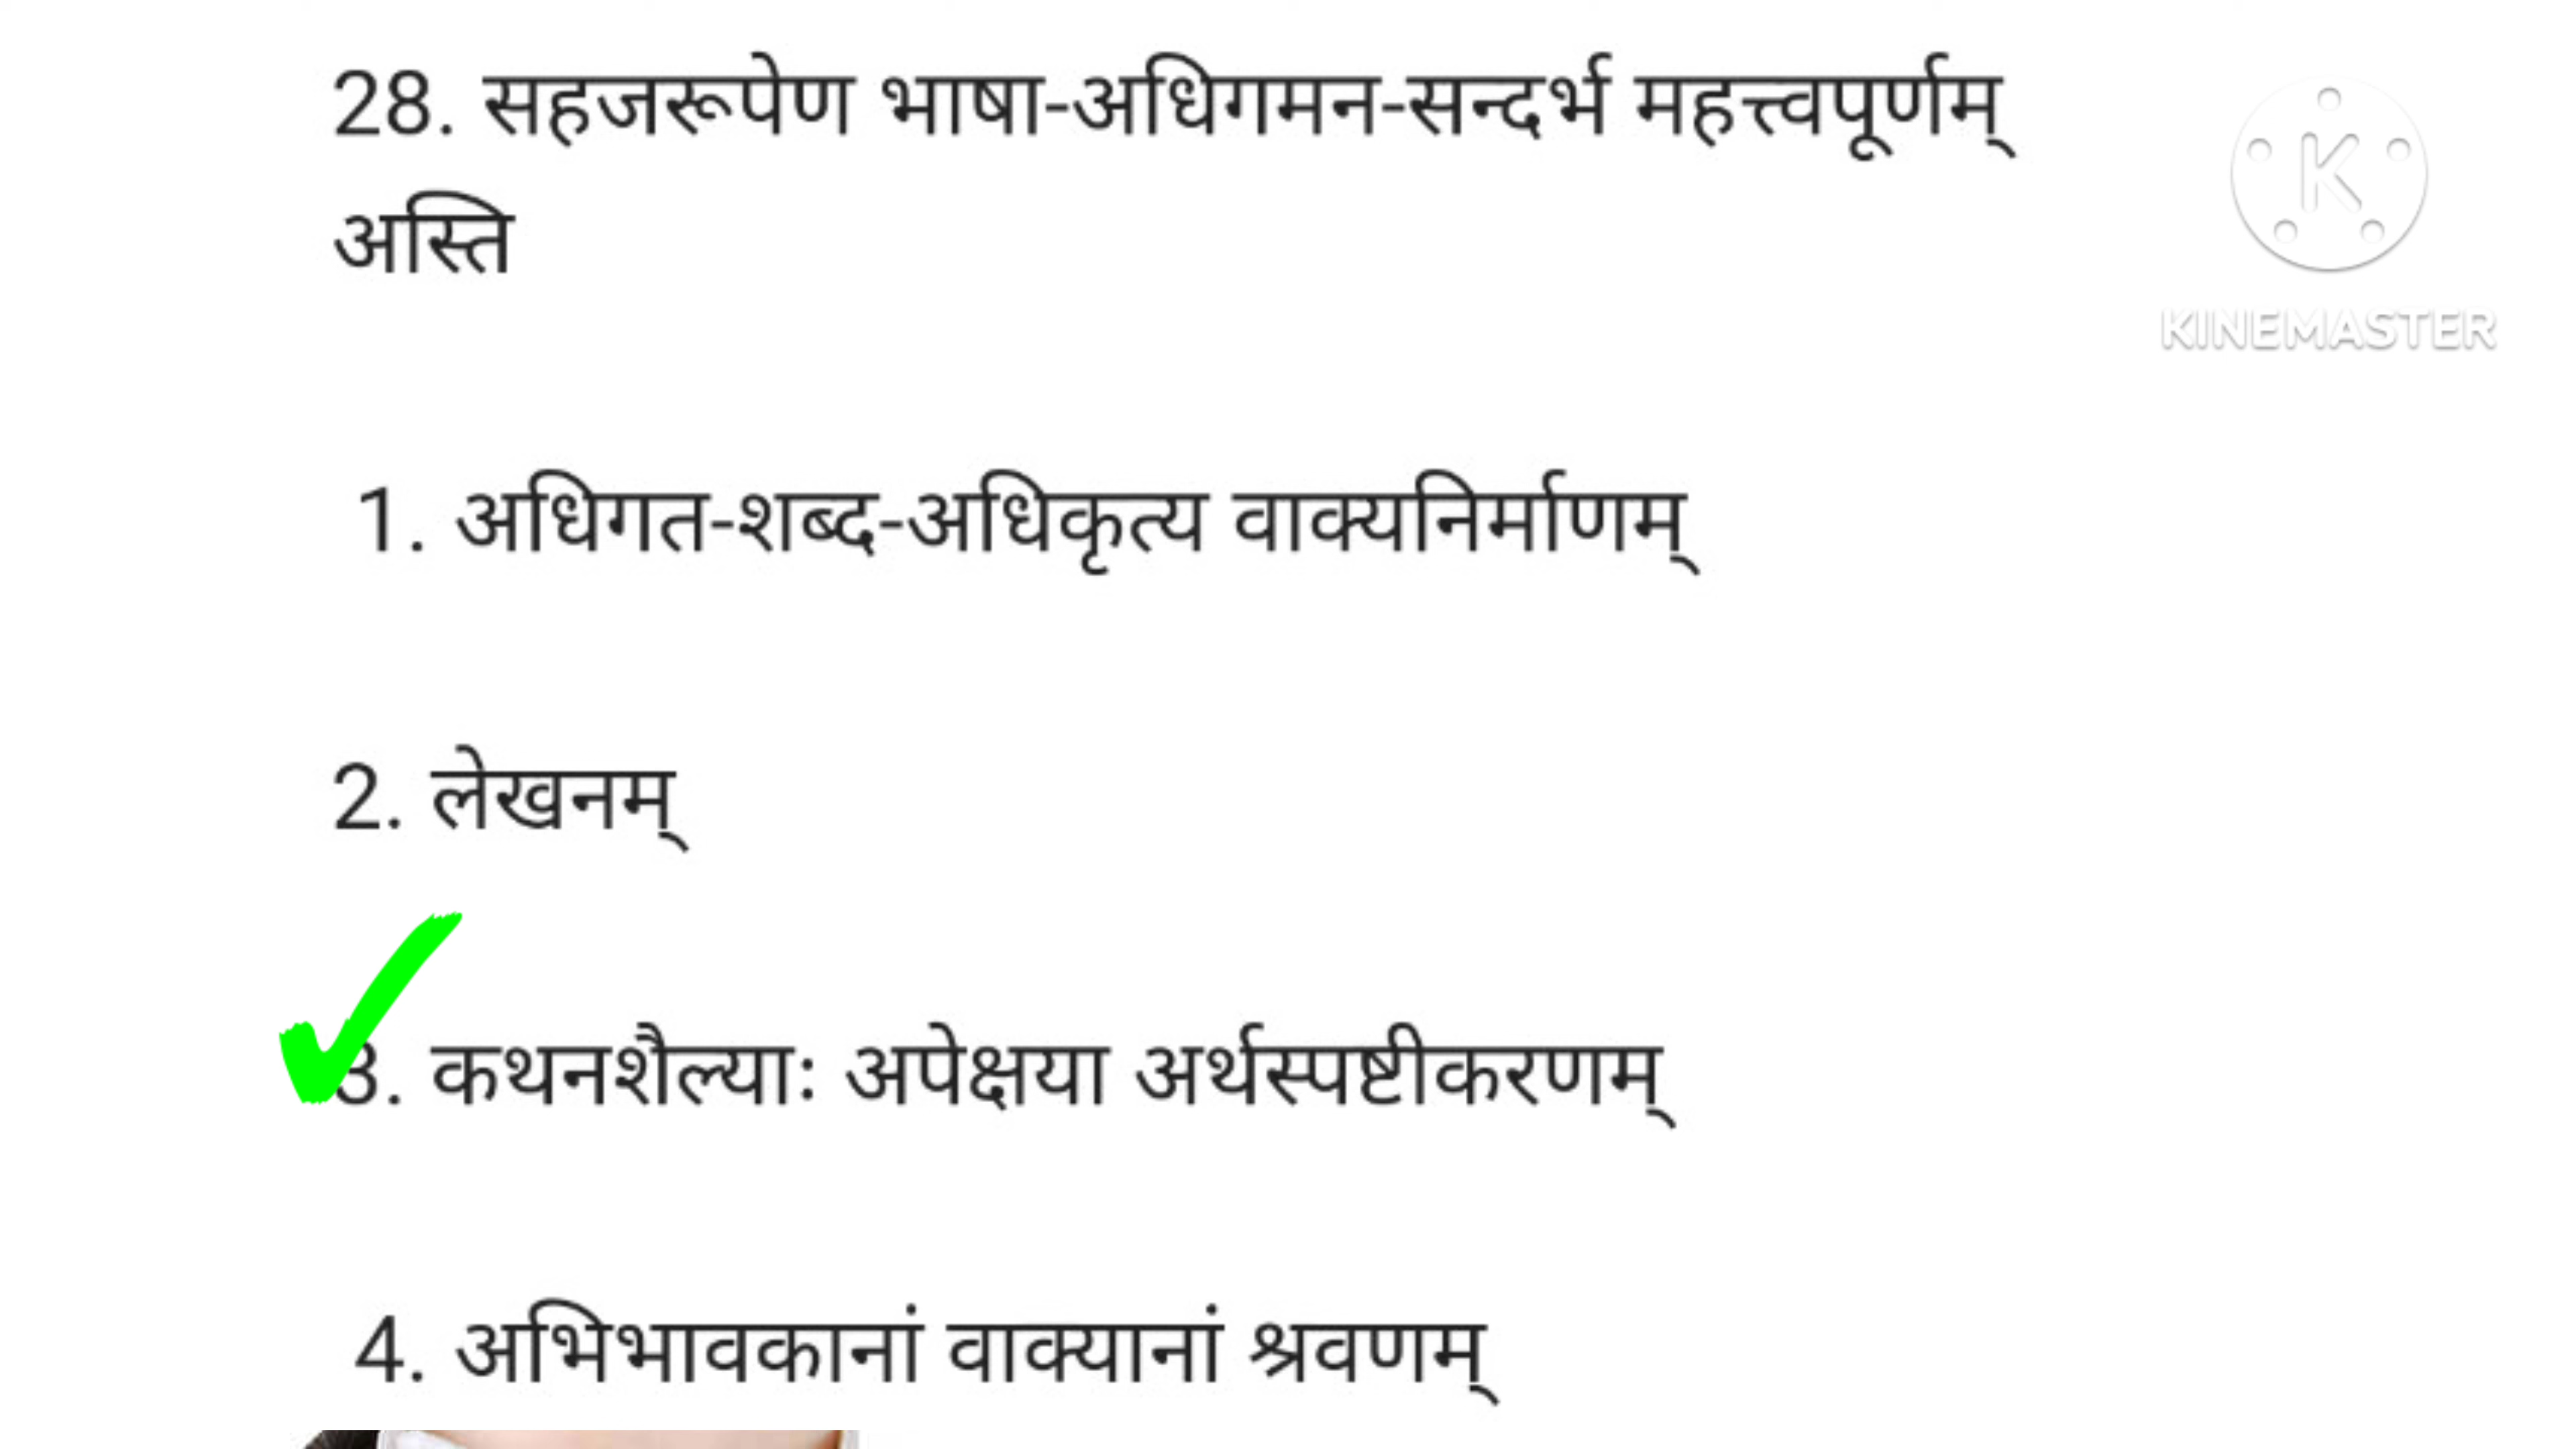 28. सहजरूपेण भाषा-अधिगमन-सन्दर्भ महत्त्वपूर्णम्
अस्ति
KINEMASTER
1. अधिगत-शब्द-अधिकृत्य वाक्यनिर्माणम्
2. लेखनम्
3. कथनशैल्याः अपेक्षया अर्थस्पष्टीकरणम्
4. अभिभावकानां वाक्यानां श्रवणम्